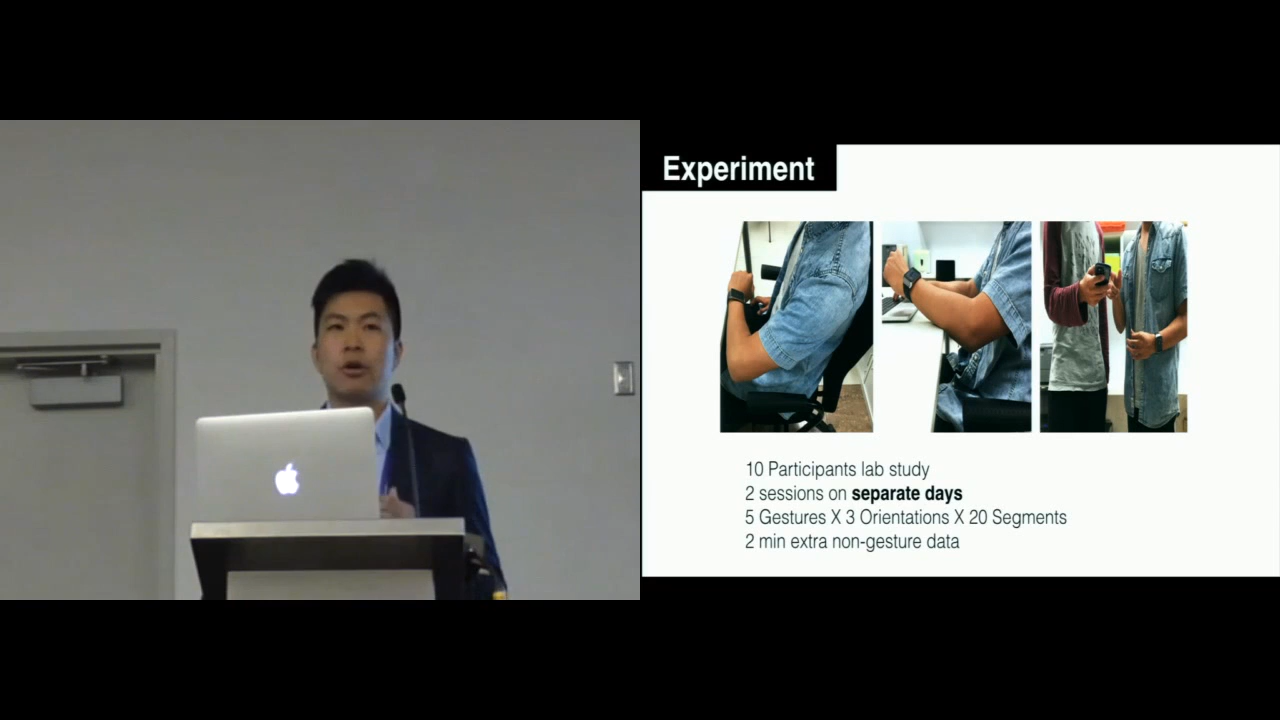 Experiment
10 Participants lab study
2 sessions on separate days
5 Gestures X 3 Orientations X 20 Segments
2 min extra non-gesture data